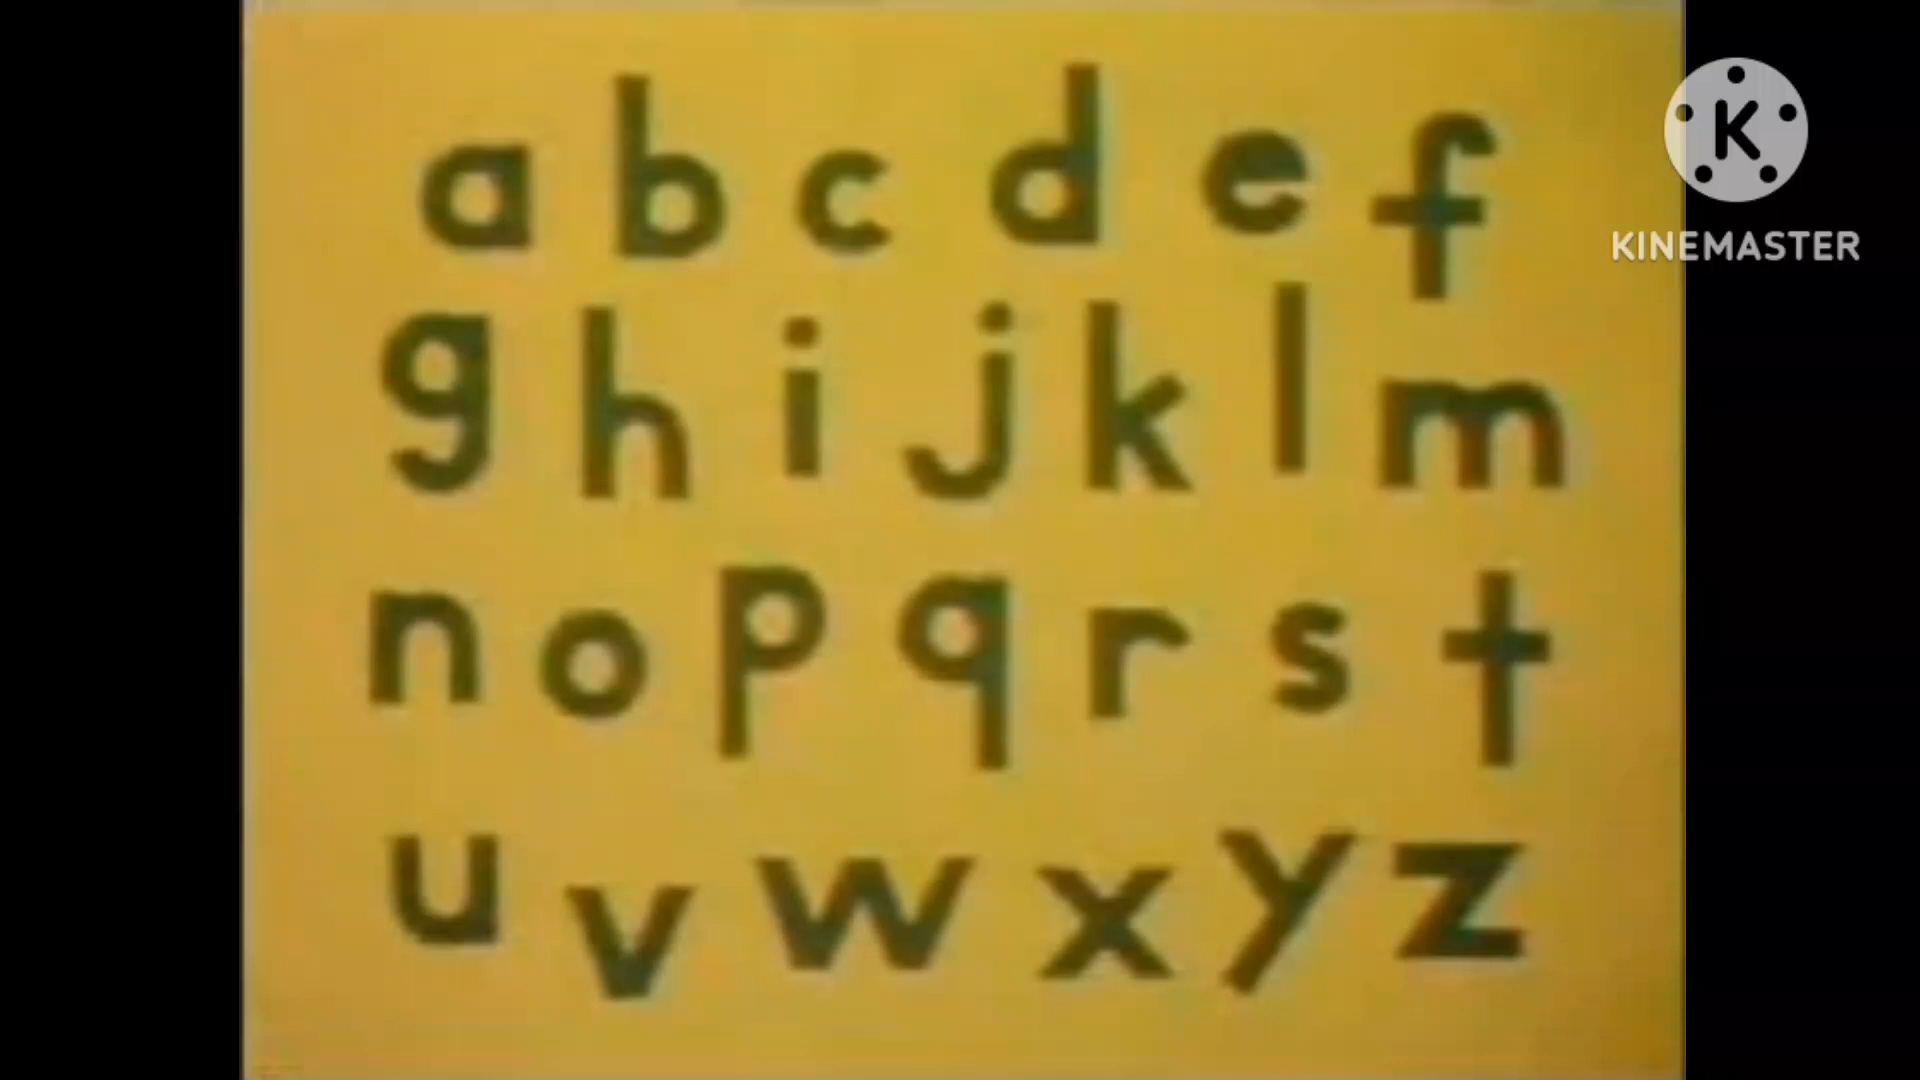 a b c d e f
K
KINEMASTER
g h i j k l m
n o p q r s t
u v w x y z